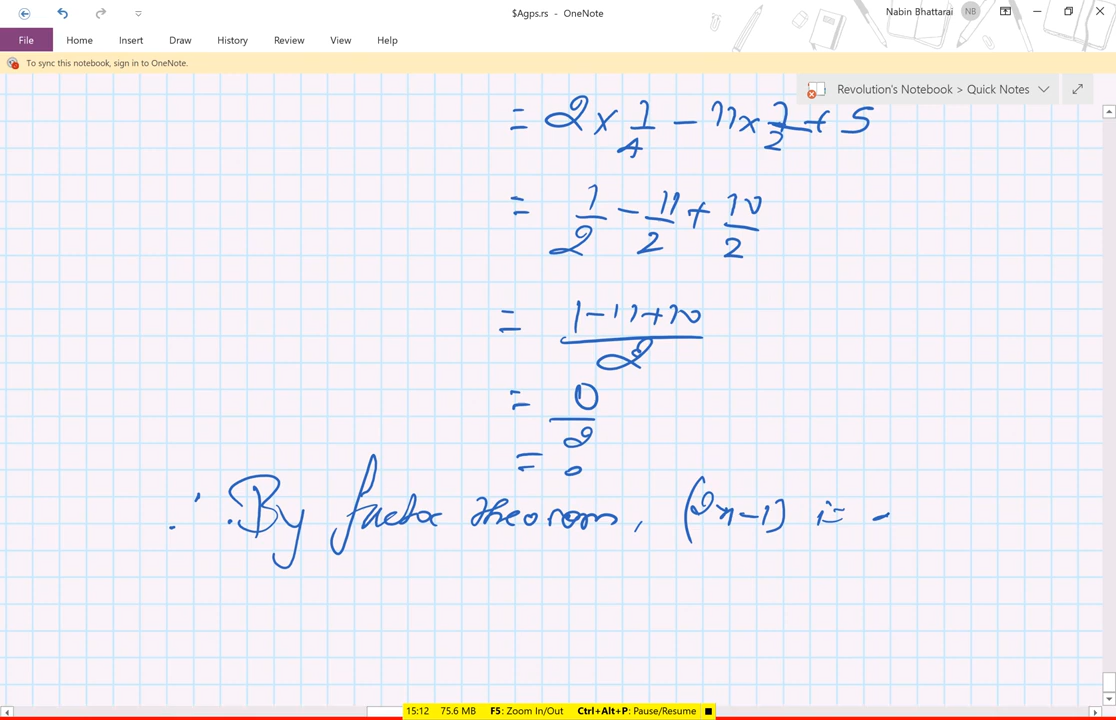 $Agps.rs - OneNote
Nabin Bhattarai NB
File Home Insert Draw History Review View Help
To sync this notebook, sign in to OneNote.
Revolution's Notebook > Quick Notes
= 2 × 1/4 - 11 × 1/2 + 5
= 1/2 - 11/2 + 10/2
= 1-11+10/2
= 0/2
= 0
∴ By factor theorom, (2x-1) is
15:12 75.6 MB F5: Zoom In/Out Ctrl+Alt+P: Pause/Resume